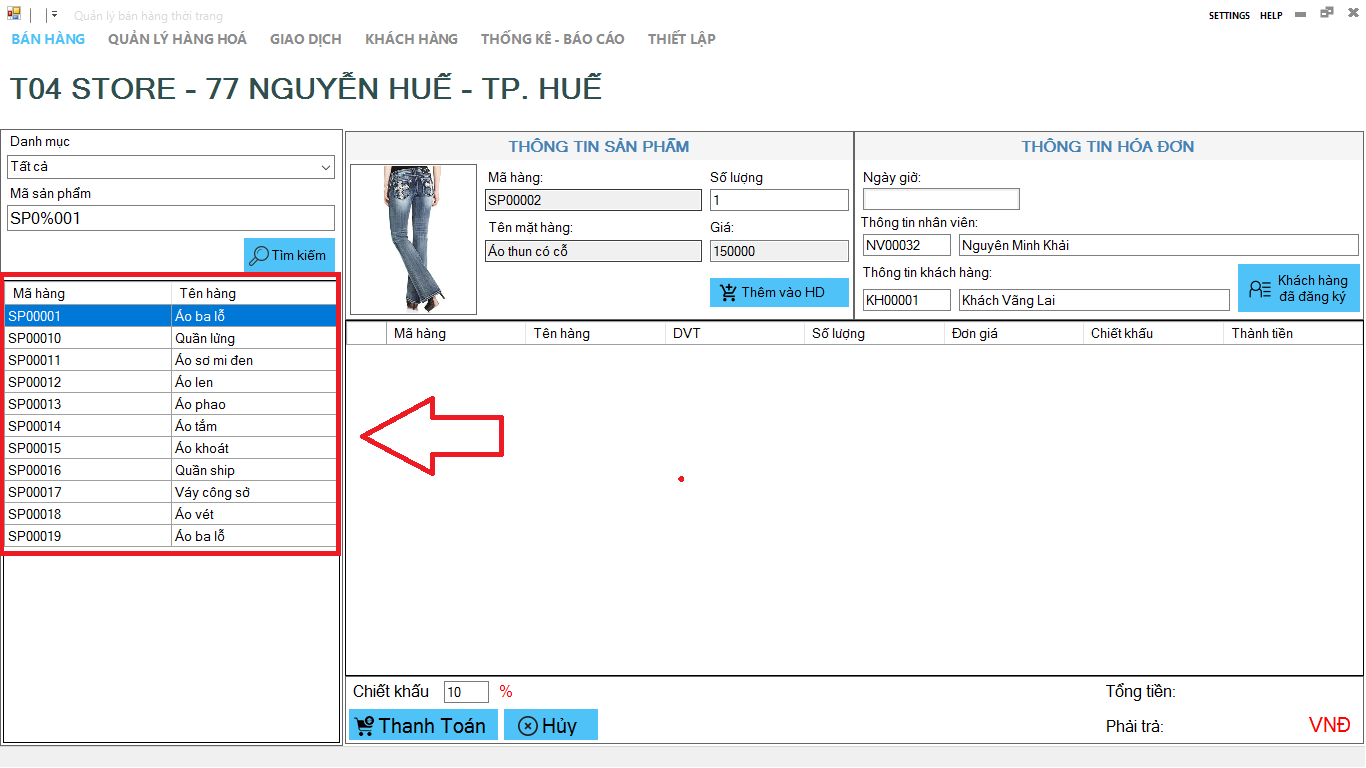 Quản lý bán hàng thời trang
SETTINGS HELP
BÁN HÀNG QUẢN LÝ HÀNG HOÁ GIAO DỊCH KHÁCH HÀNG THỐNG KÊ - BÁO CÁO THIẾT LẬP
T04 STORE - 77 NGUYỄN HUẾ - TP. HUẾ
Danh mục
Tất cả
Mã sản phẩm
SP0%001
Tìm kiếm
Mã hàng Tên hàng
SP00001 Áo ba lỗ
SP00010 Quần lửng
SP00011 Áo sơ mi đen
SP00012 Áo len
SP00013 Áo phao
SP00014 Áo tắm
SP00015 Áo khoát
SP00016 Quần ship
SP00017 Váy công sở
SP00018 Áo vét
SP00019 Áo ba lỗ
THÔNG TIN SẢN PHẨM
Mã hàng: Số lượng
SP00002 1
Tên mặt hàng: Giá:
Áo thun có cỗ 150000
Thêm vào HD
THÔNG TIN HÓA ĐƠN
Ngày giờ:
Thông tin nhân viên:
NV00032 Nguyên Minh Khải
Thông tin khách hàng:
KH00001 Khách Vãng Lai
Khách hàng
đã đăng ký
Mã hàng Tên hàng DVT Số lượng Đơn giá Chiết khấu Thành tiền
Chiết khấu 10 %
Tổng tiền:
Thanh Toán Hủy
Phải trả: VNĐ